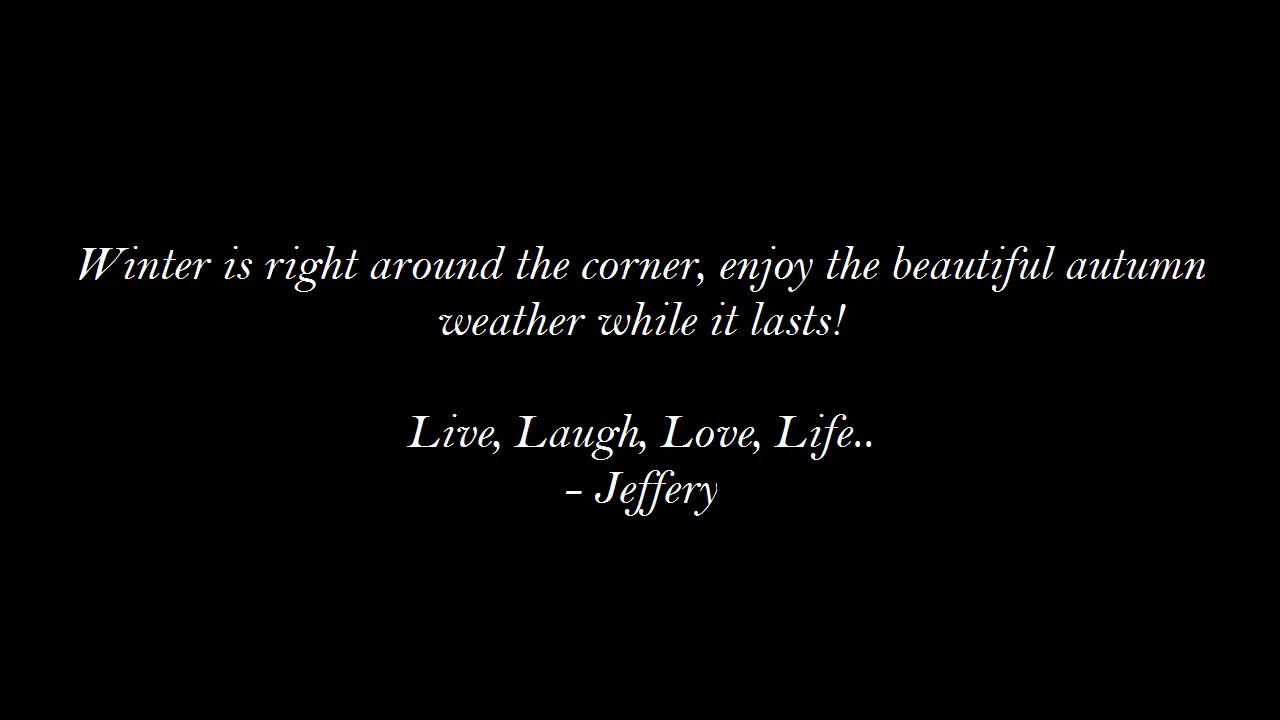 Winter is right around the corner, enjoy the beautiful autumn
weather while it lasts!
Live, Laugh, Love, Life..
- Jeffery